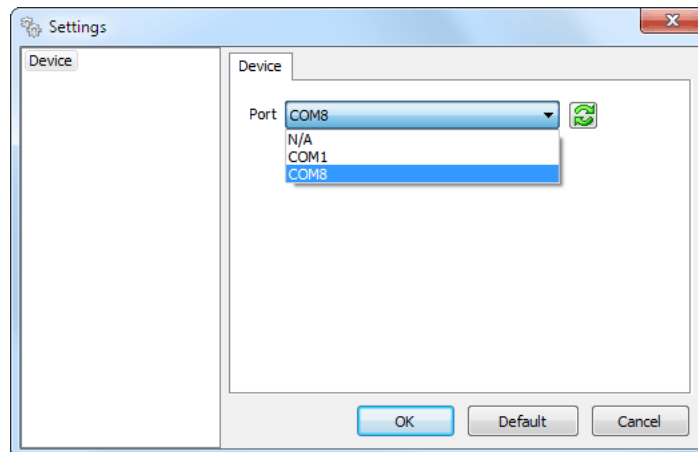 Settings
Device
Device
Port COM8
N/A
COM1
COM8
OK Default Cancel